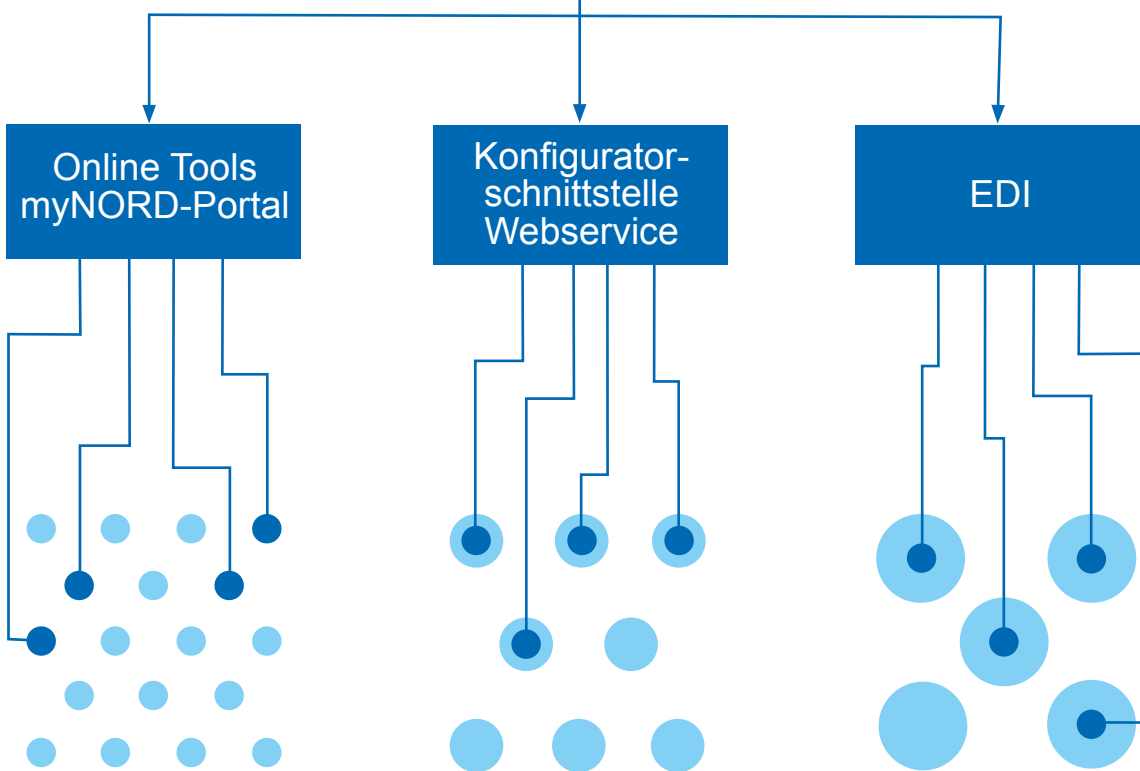 Online Tools
myNORD-Portal
Konfigurator-
schnittstelle
Webservice
EDI